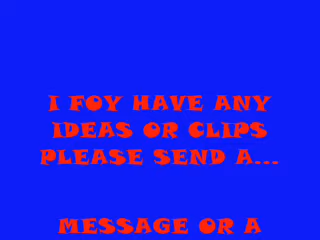 I FOY HAVE ANY
IDEAS OR CLIPS
PLEASE SEND A...
MESSAGE OR A